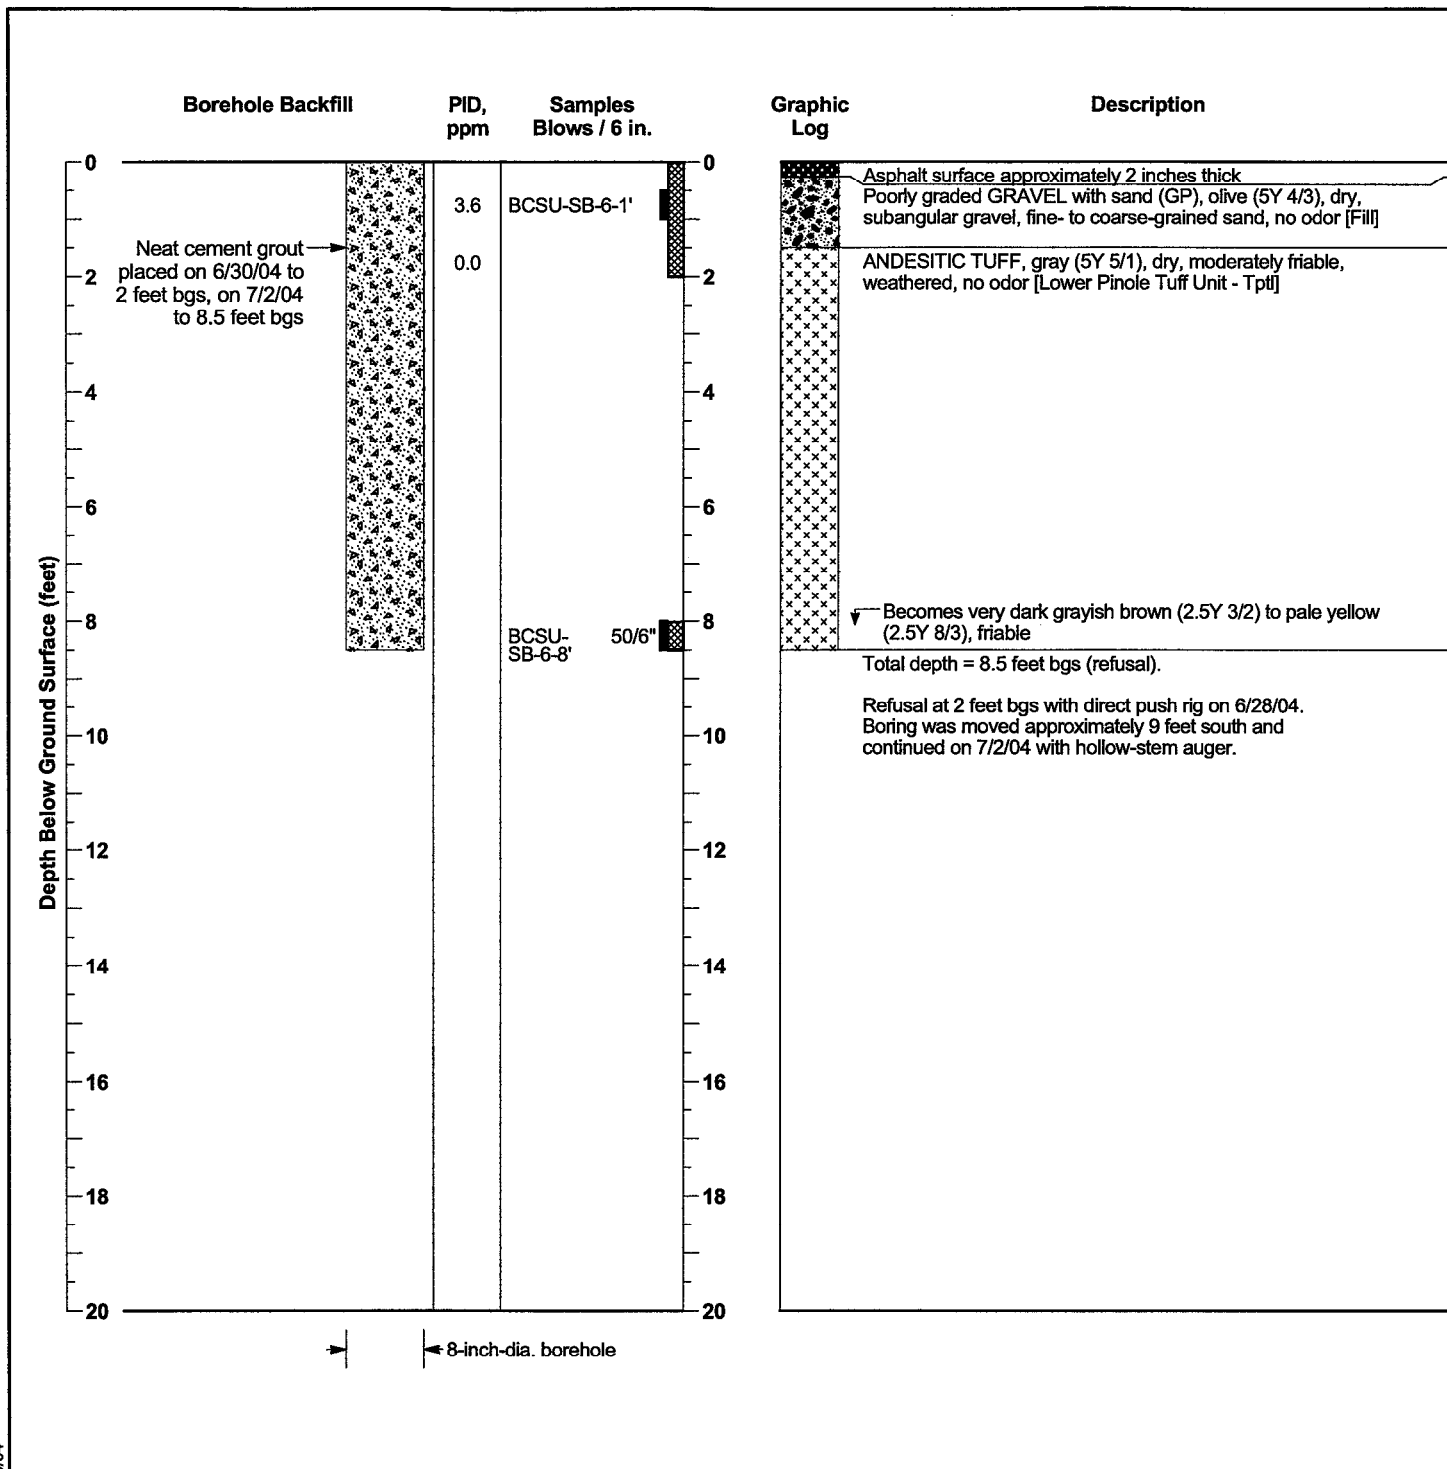 Borehole Backfill
PID,
ppm
Samples
Blows / 6 in.
Graphic
Log
Description
0
0
Asphalt surface approximately 2 inches thick
3.6
BCSU-SB-6-1'
Poorly graded GRAVEL with sand (GP), olive (5Y 4/3), dry,
subangular gravel, fine- to coarse-grained sand, no odor [Fill]
Neat cement grout
placed on 6/30/04 to
2 feet bgs, on 7/2/04
to 8.5 feet bgs
0.0
ANDESITIC TUFF, gray (5Y 5/1), dry, moderately friable,
weathered, no odor [Lower Pinole Tuff Unit - Tptl]
2
2
4
4
6
6
8
8
BCSU-
SB-6-8'
50/6"
Becomes very dark grayish brown (2.5Y 3/2) to pale yellow
(2.5Y 8/3), friable
Total depth = 8.5 feet bgs (refusal).
Refusal at 2 feet bgs with direct push rig on 6/28/04.
Boring was moved approximately 9 feet south and
continued on 7/2/04 with hollow-stem auger.
Depth Below Ground Surface (feet)
10
10
12
12
14
14
16
16
18
18
20
20
8-inch-dia. borehole